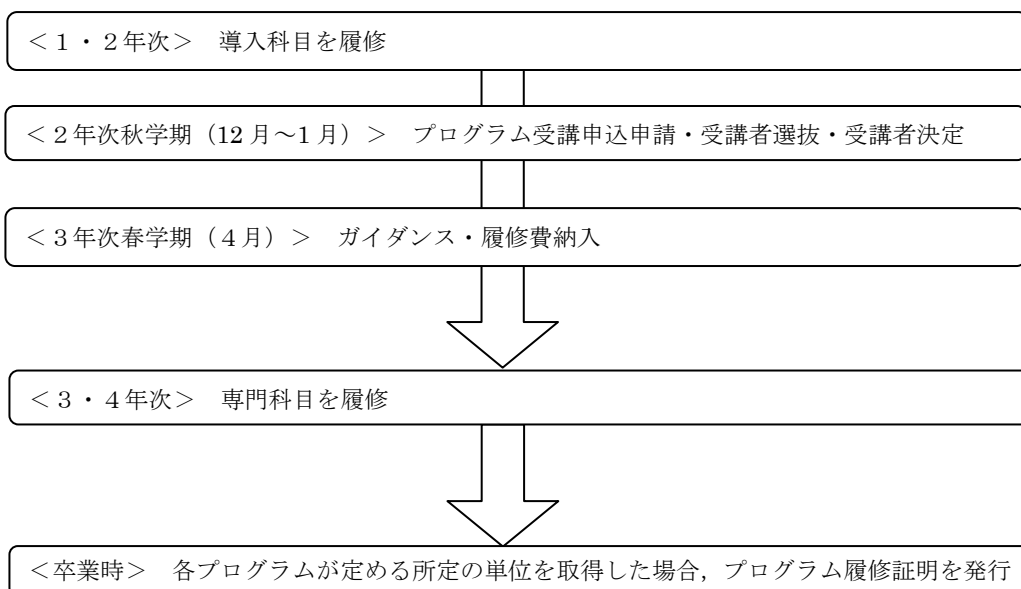 <１・２年次>　導入科目を履修
<２年次秋学期（12 月～1 月）>　プログラム受講申込申請・受講者選抜・受講者決定
<３年次春学期（４月）>　ガイダンス・履修費納入
<３・４年次>　専門科目を履修
<卒業時>　各プログラムが定める所定の単位を取得した場合，プログラム履修証明を発行